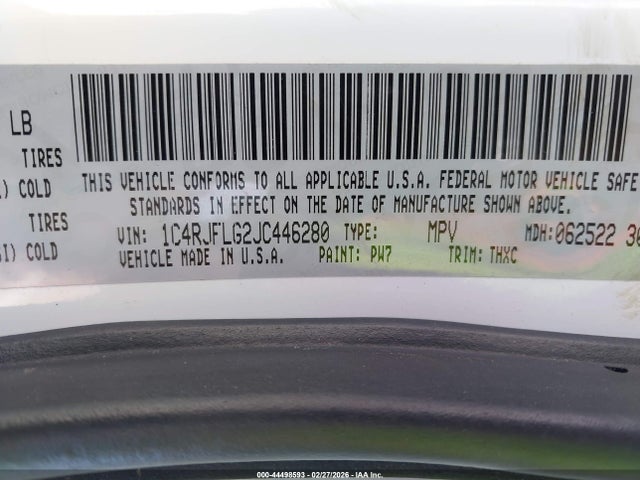 LB
TIRES
COLD
THIS VEHICLE CONFORMS TO ALL APPLICABLE U.S.A. FEDERAL MOTOR VEHICLE SAFE
STANDARDS IN EFFECT ON THE DATE OF MANUFACTURE SHOWN ABOVE.
TIRES
VIN: 1C4RJFLG2JC446280 TYPE: MPV MDH:062522 30
COLD
VEHICLE MADE IN U.S.A. PAINT: PW7 TRIM: THXC
000-44498593 - 02/27/2026 - IAA, Inc.